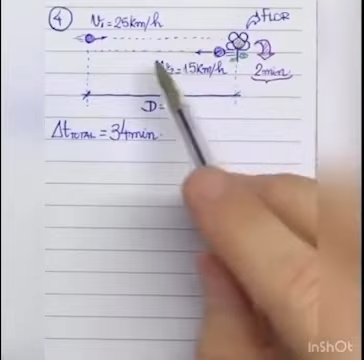 4
V₁ = 25km/h
FLOR
V₂ = 15km/h
2min.
D =
Δt TOTAL = 34min.
InShOt